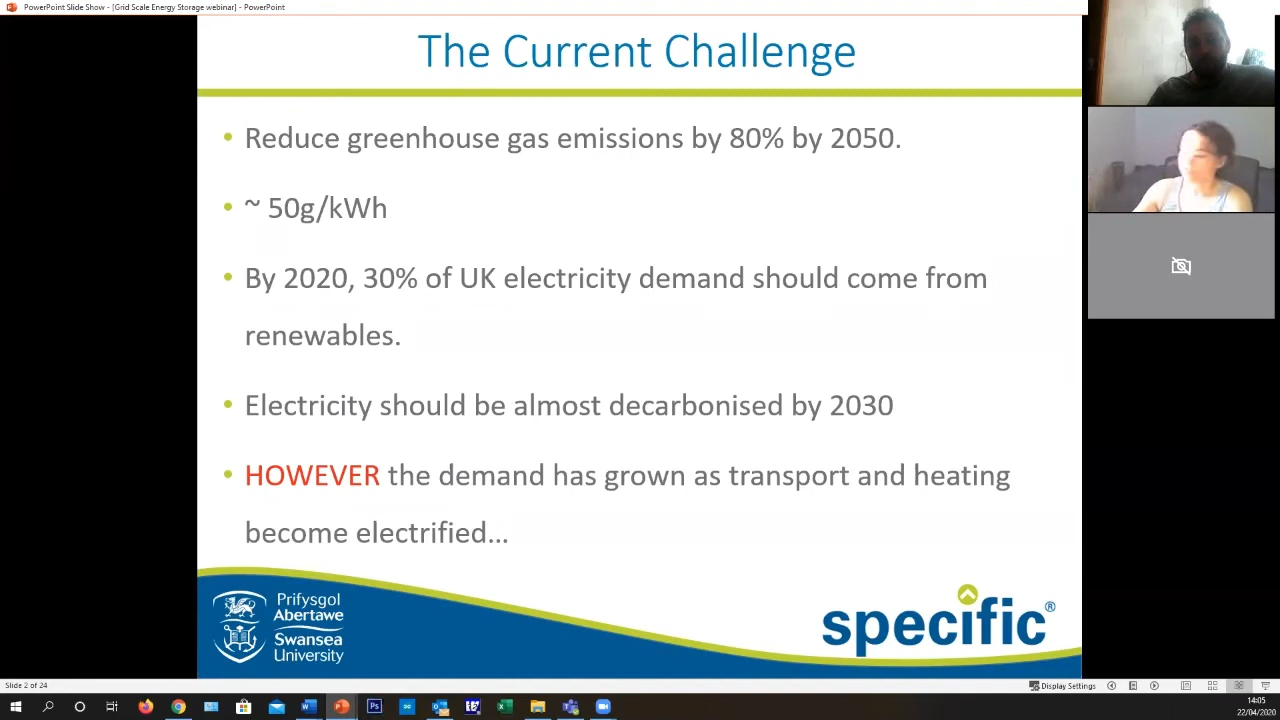 PowerPoint Slide Show - [Grid Scale Energy Storage webinar] - PowerPoint
The Current Challenge
• Reduce greenhouse gas emissions by 80% by 2050.
• ~ 50g/kWh
• By 2020, 30% of UK electricity demand should come from
renewables.
• Electricity should be almost decarbonised by 2030
• HOWEVER the demand has grown as transport and heating
become electrified...
Prifysgol
Abertawe
Swansea
University
specific®
Slide 2 of 24
Display Settings
14:05
22/04/2020